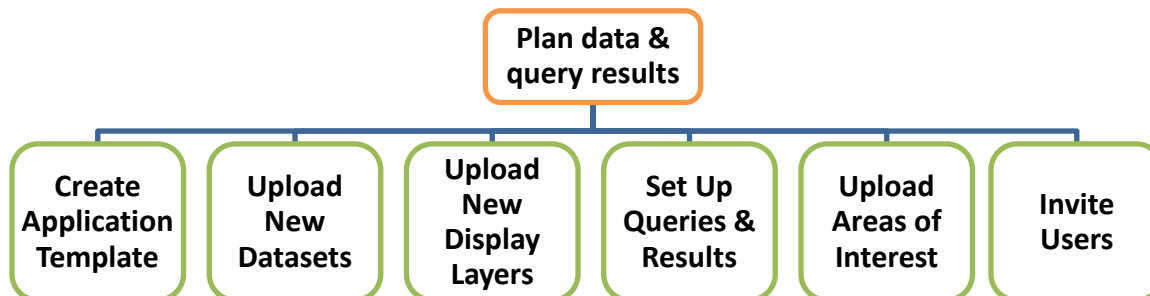 Plan data &
query results
Create
Application
Template
Upload
New
Datasets
Upload
New
Display
Layers
Set Up
Queries &
Results
Upload
Areas of
Interest
Invite
Users